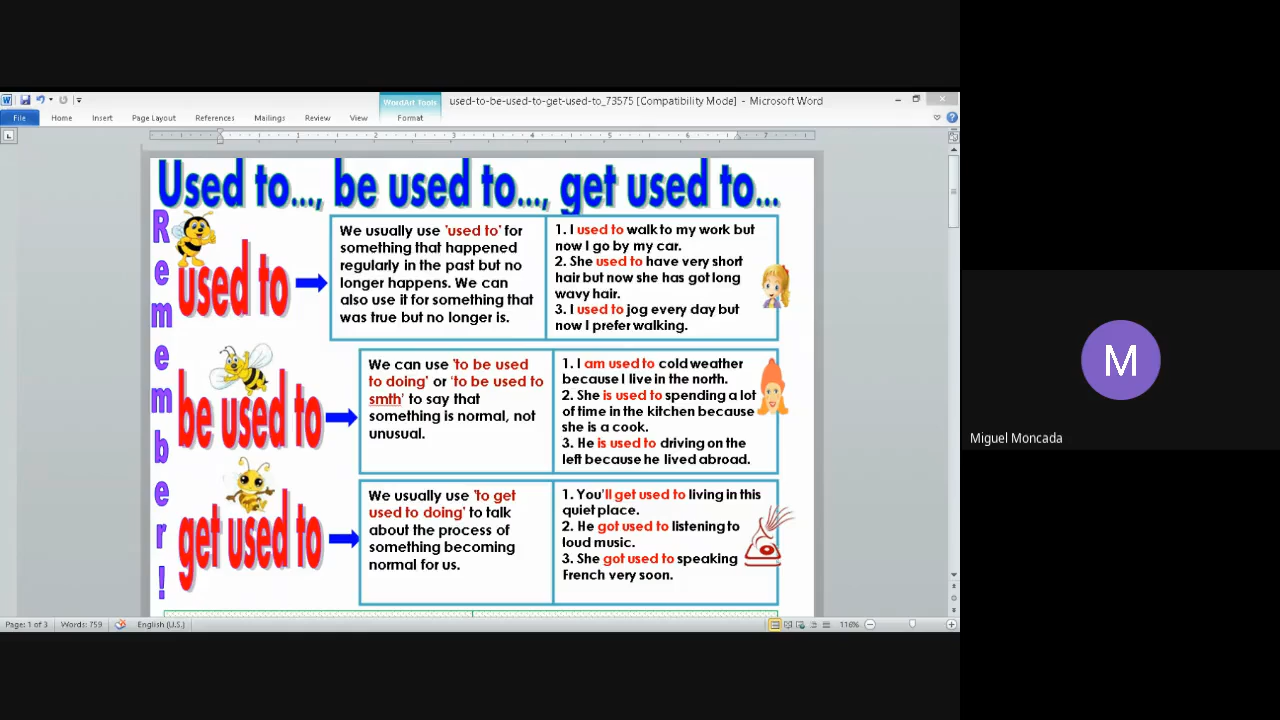 used-to-be-used-to-get-used-to_73575 [Compatibility Mode] - Microsoft Word
WordArt Tools
File Home Insert Page Layout References Mailings Review View Format
1 2 3 4 5 6 7
Used to..., be used to..., get used to...
Remember!
used to
We usually use 'used to' for
something that happened
regularly in the past but no
longer happens. We can
also use it for something that
was true but no longer is.
1. I used to walk to my work but
now I go by my car.
2. She used to have very short
hair but now she has got long
wavy hair.
3. I used to jog every day but
now I prefer walking.
be used to
We can use 'to be used
to doing' or 'to be used to
smth' to say that
something is normal, not
unusual.
1. I am used to cold weather
because I live in the north.
2. She is used to spending a lot
of time in the kitchen because
she is a cook.
3. He is used to driving on the
left because he lived abroad.
get used to
We usually use 'to get
used to doing' to talk
about the process of
something becoming
normal for us.
1. You'll get used to living in this
quiet place.
2. He got used to listening to
loud music.
3. She got used to speaking
French very soon.
Page: 1 of 3 Words: 759 English (U.S.) 116%
M
Miguel Moncada